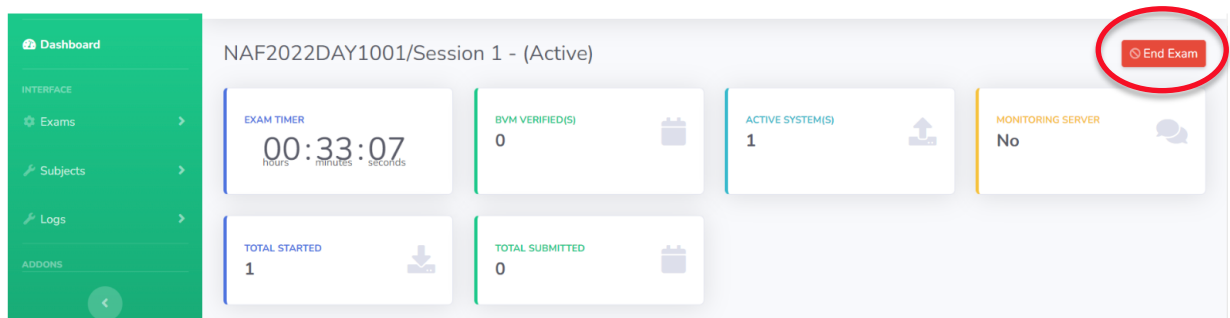 Dashboard
NAF2022DAY1001/Session 1 - (Active)
End Exam
INTERFACE
Exams
Subjects
Logs
ADDONS
EXAM TIMER
00:33:07
hours minutes seconds
BVM VERIFIED(S)
0
ACTIVE SYSTEM(S)
1
MONITORING SERVER
No
TOTAL STARTED
1
TOTAL SUBMITTED
0